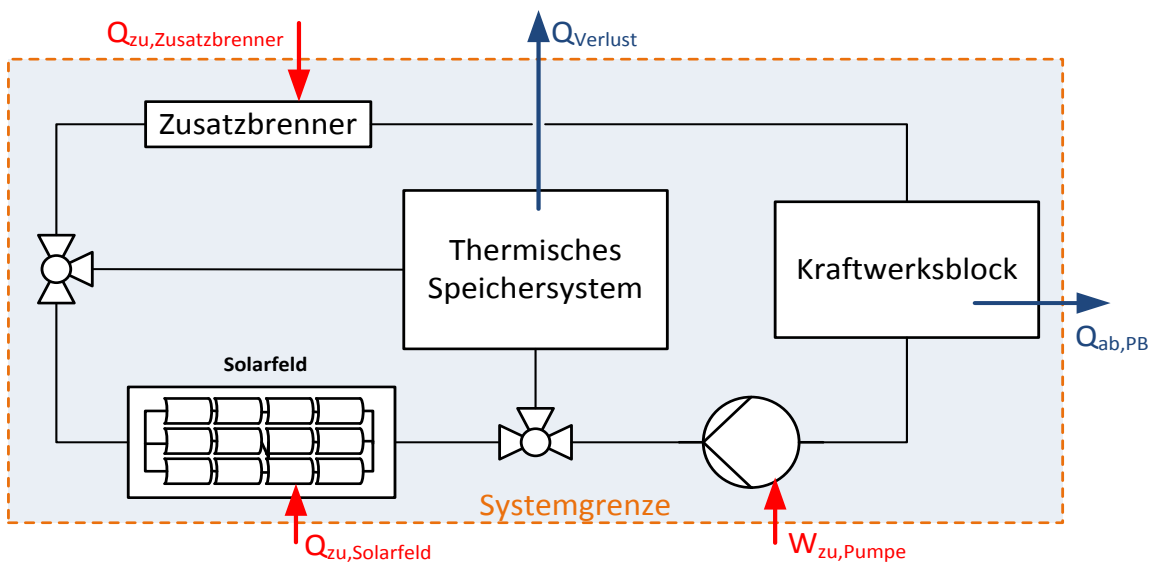 Q_zu,Zusatzbrenner
Q_Verlust
Zusatzbrenner
Thermisches
Speichersystem
Kraftwerksblock
Q_ab,PB
Solarfeld
Systemgrenze
Q_zu,Solarfeld
W_zu,Pumpe